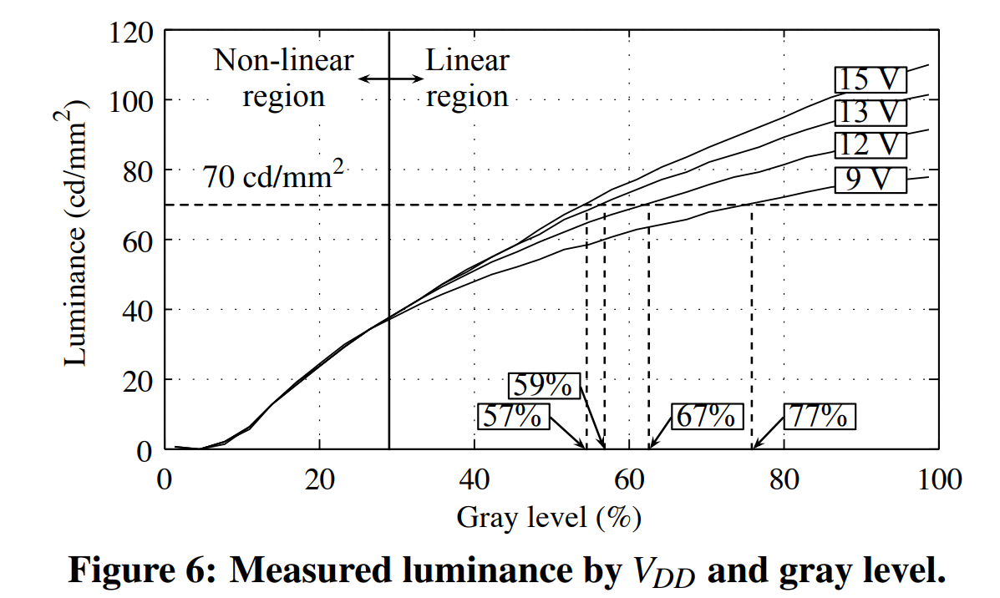 120
100
80
60
40
20
0
Luminance (cd/mm²)
Non-linear
region
Linear
region
70 cd/mm²
15 V
13 V
12 V
9 V
59%
57%
67%
77%
0 20 40 60 80 100
Gray level (%)
Figure 6: Measured luminance by V_DD and gray level.